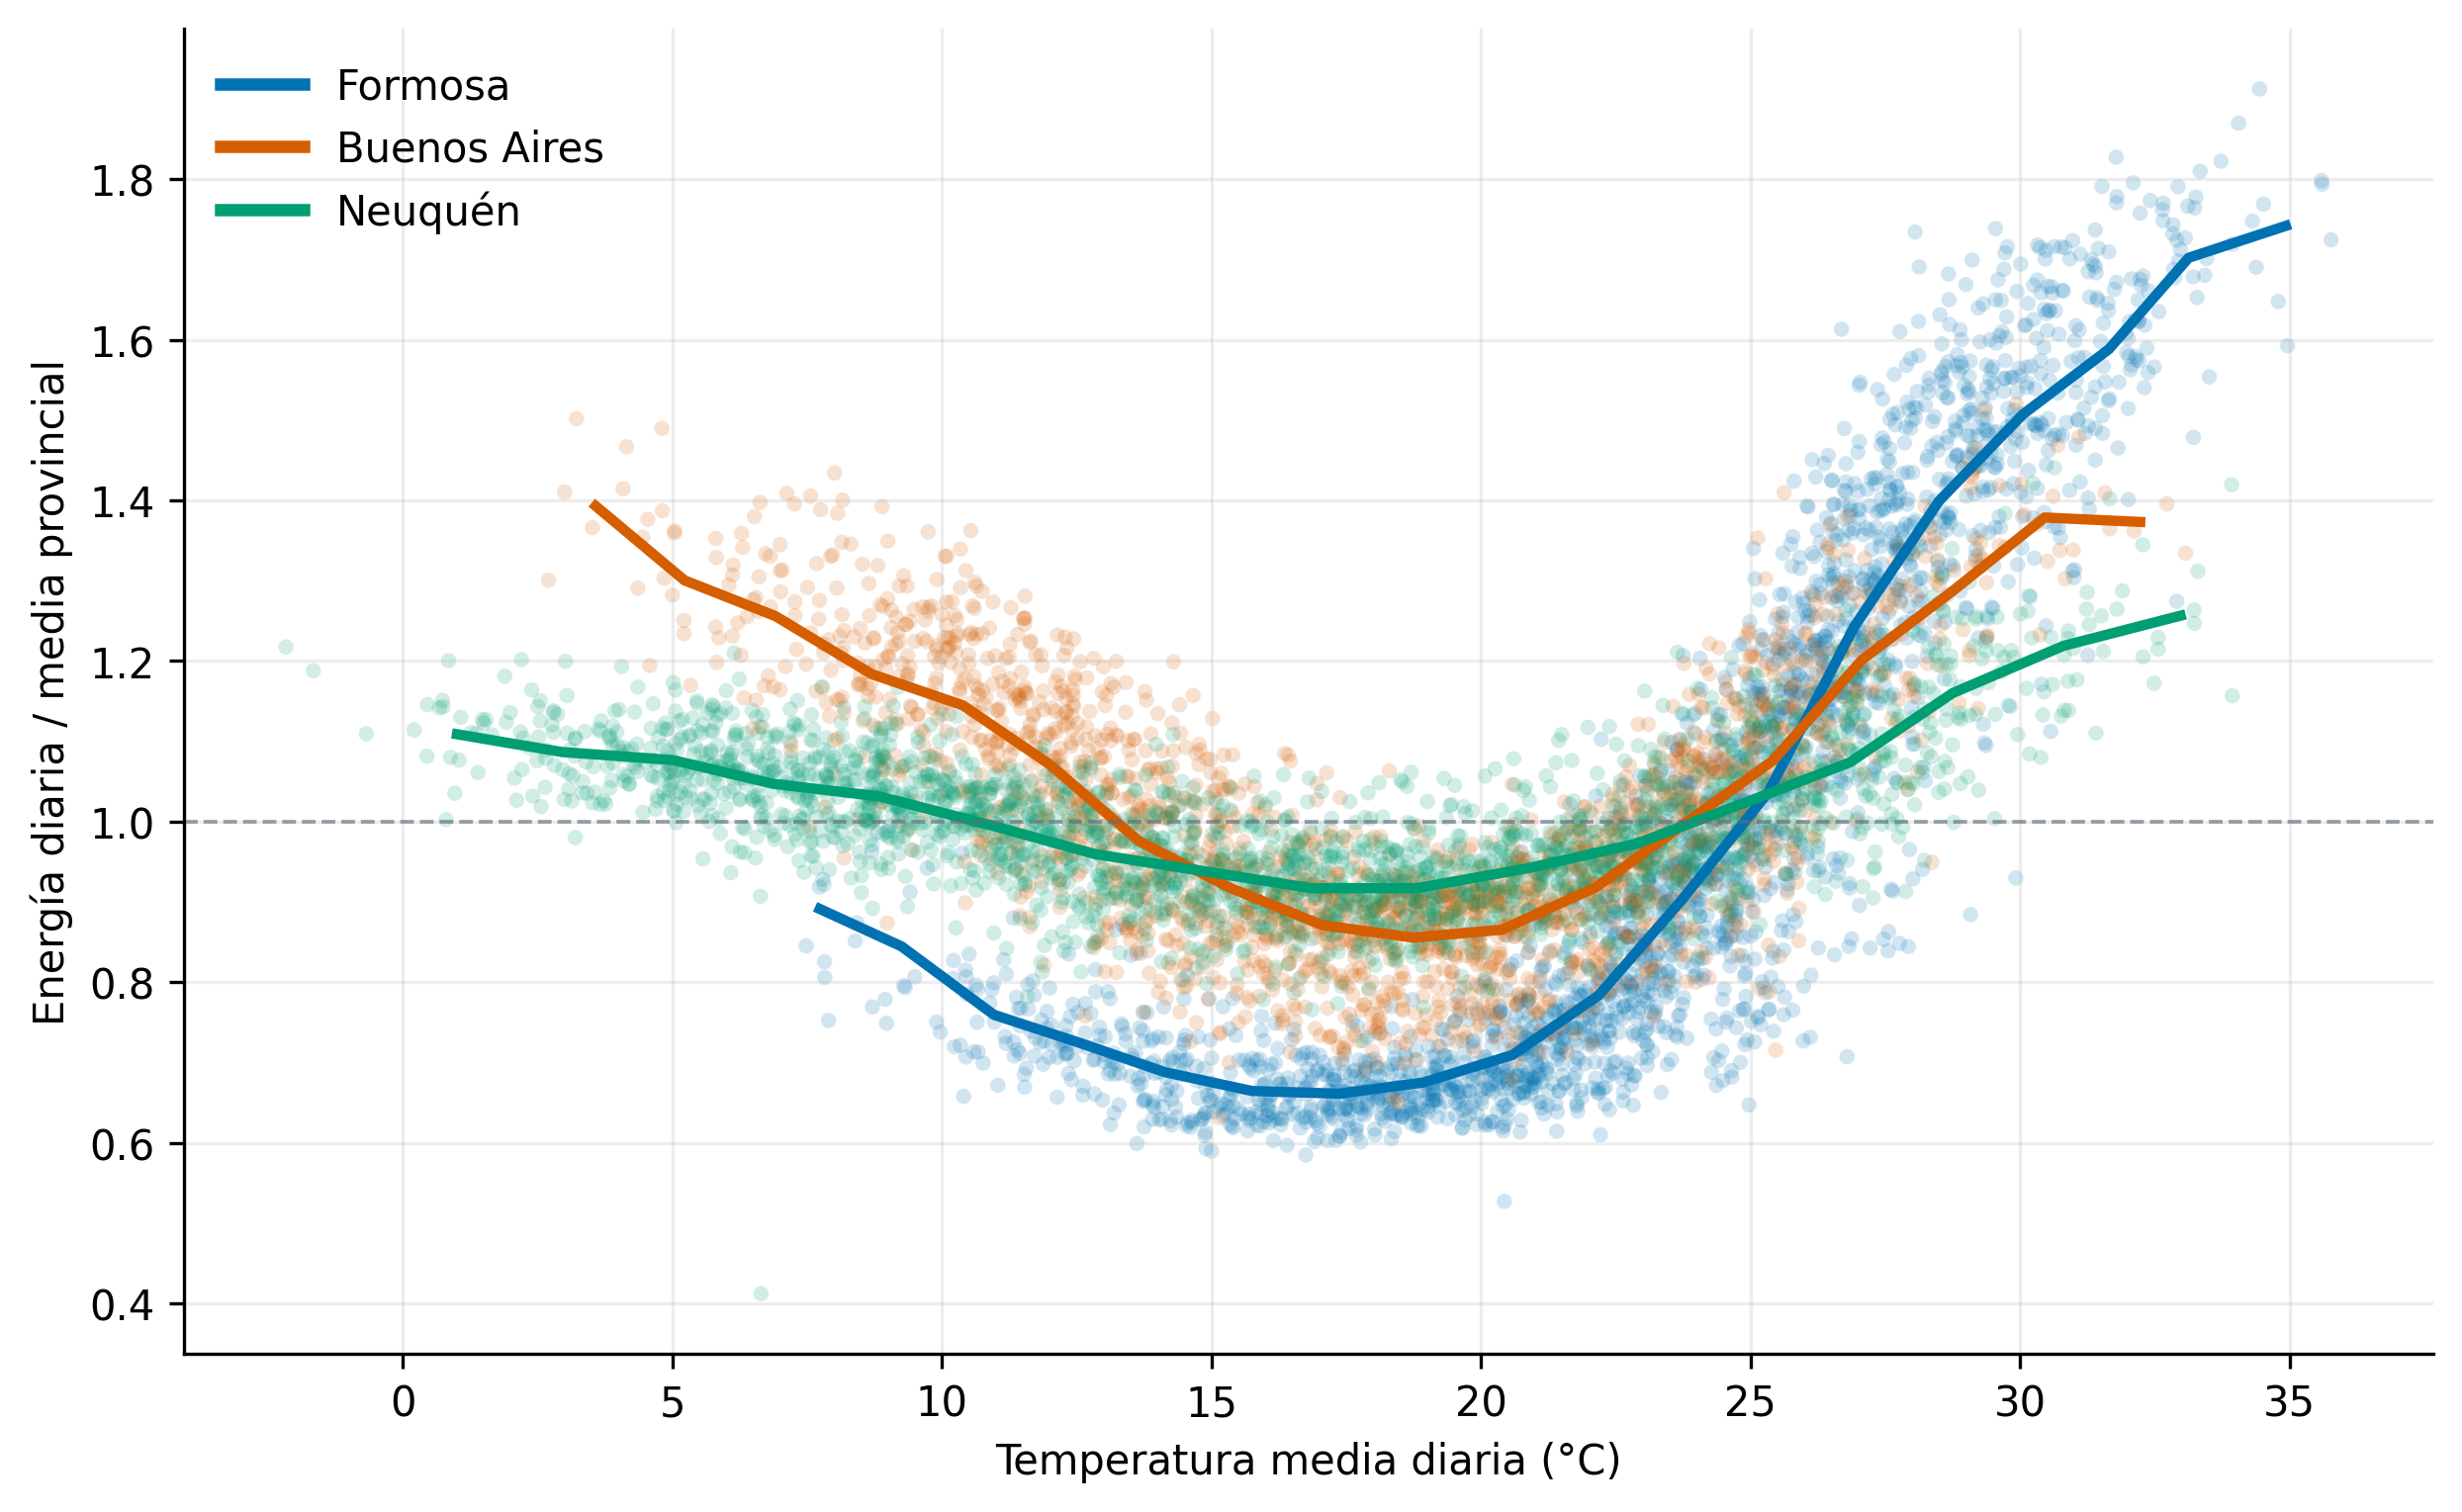 Formosa
Buenos Aires
Neuquén
Energía diaria / media provincial
1.8
1.6
1.4
1.2
1.0
0.8
0.6
0.4
0 5 10 15 20 25 30 35
Temperatura media diaria (°C)